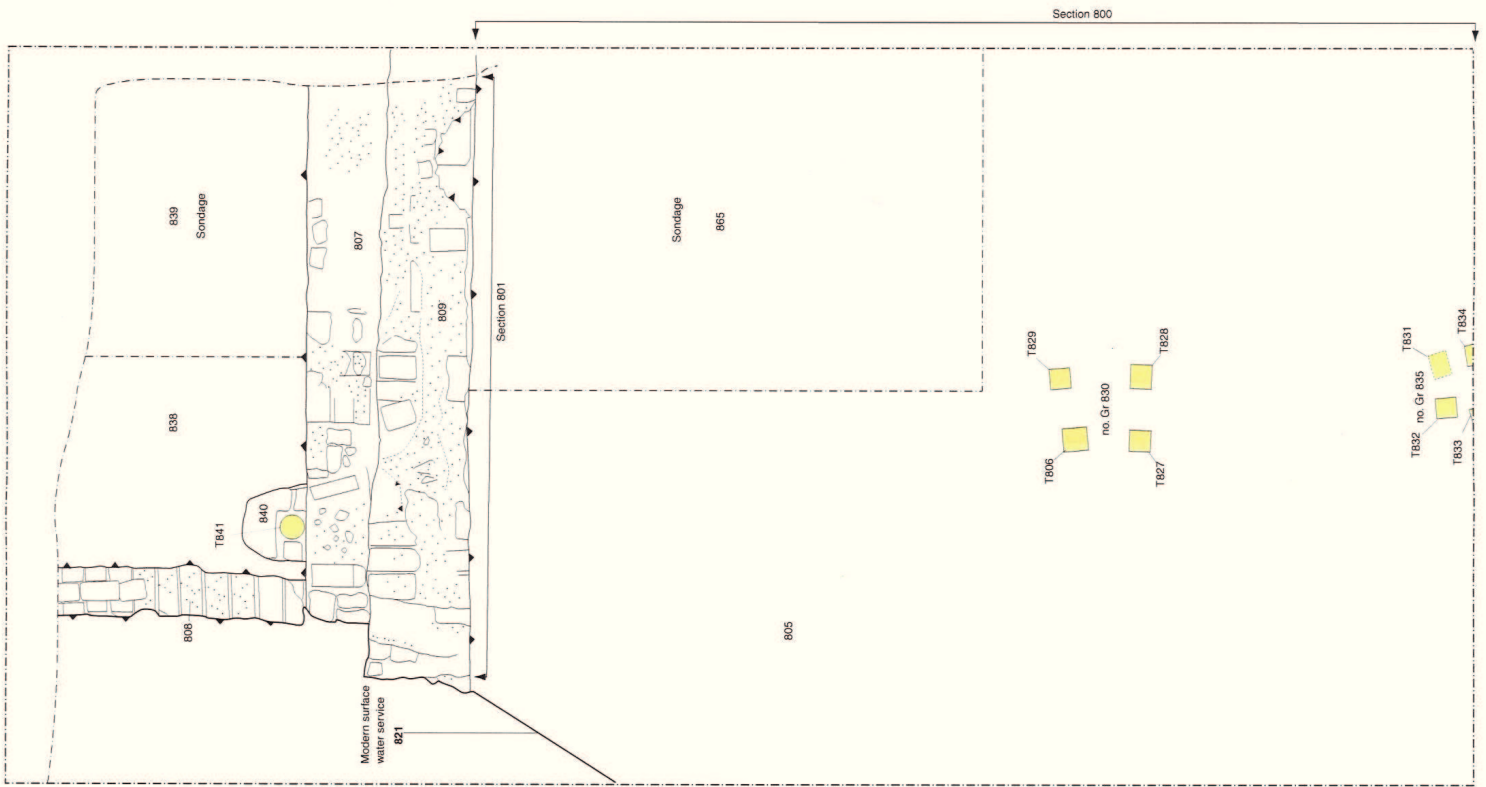 Section 800
839
Sondage
807
809
Section 801
Sondage
865
838
T841
840
808
Modern surface
water service
821
805
T829
T828
no. Gr 830
T806
T827
T831
T834
no. Gr 835
T832
T833